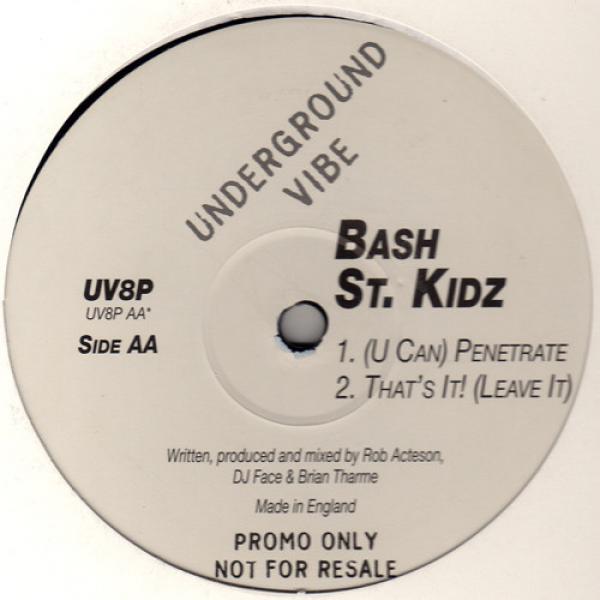 UNDERGROUND
VIBE
BASH
ST. KIDZ
UV8P
UV8P AA*
SIDE AA
1. (U CAN) PENETRATE
2. THAT'S IT! (LEAVE IT)
Written, produced and mixed by Rob Acteson,
DJ Face & Brian Tharme
Made in England
PROMO ONLY
NOT FOR RESALE